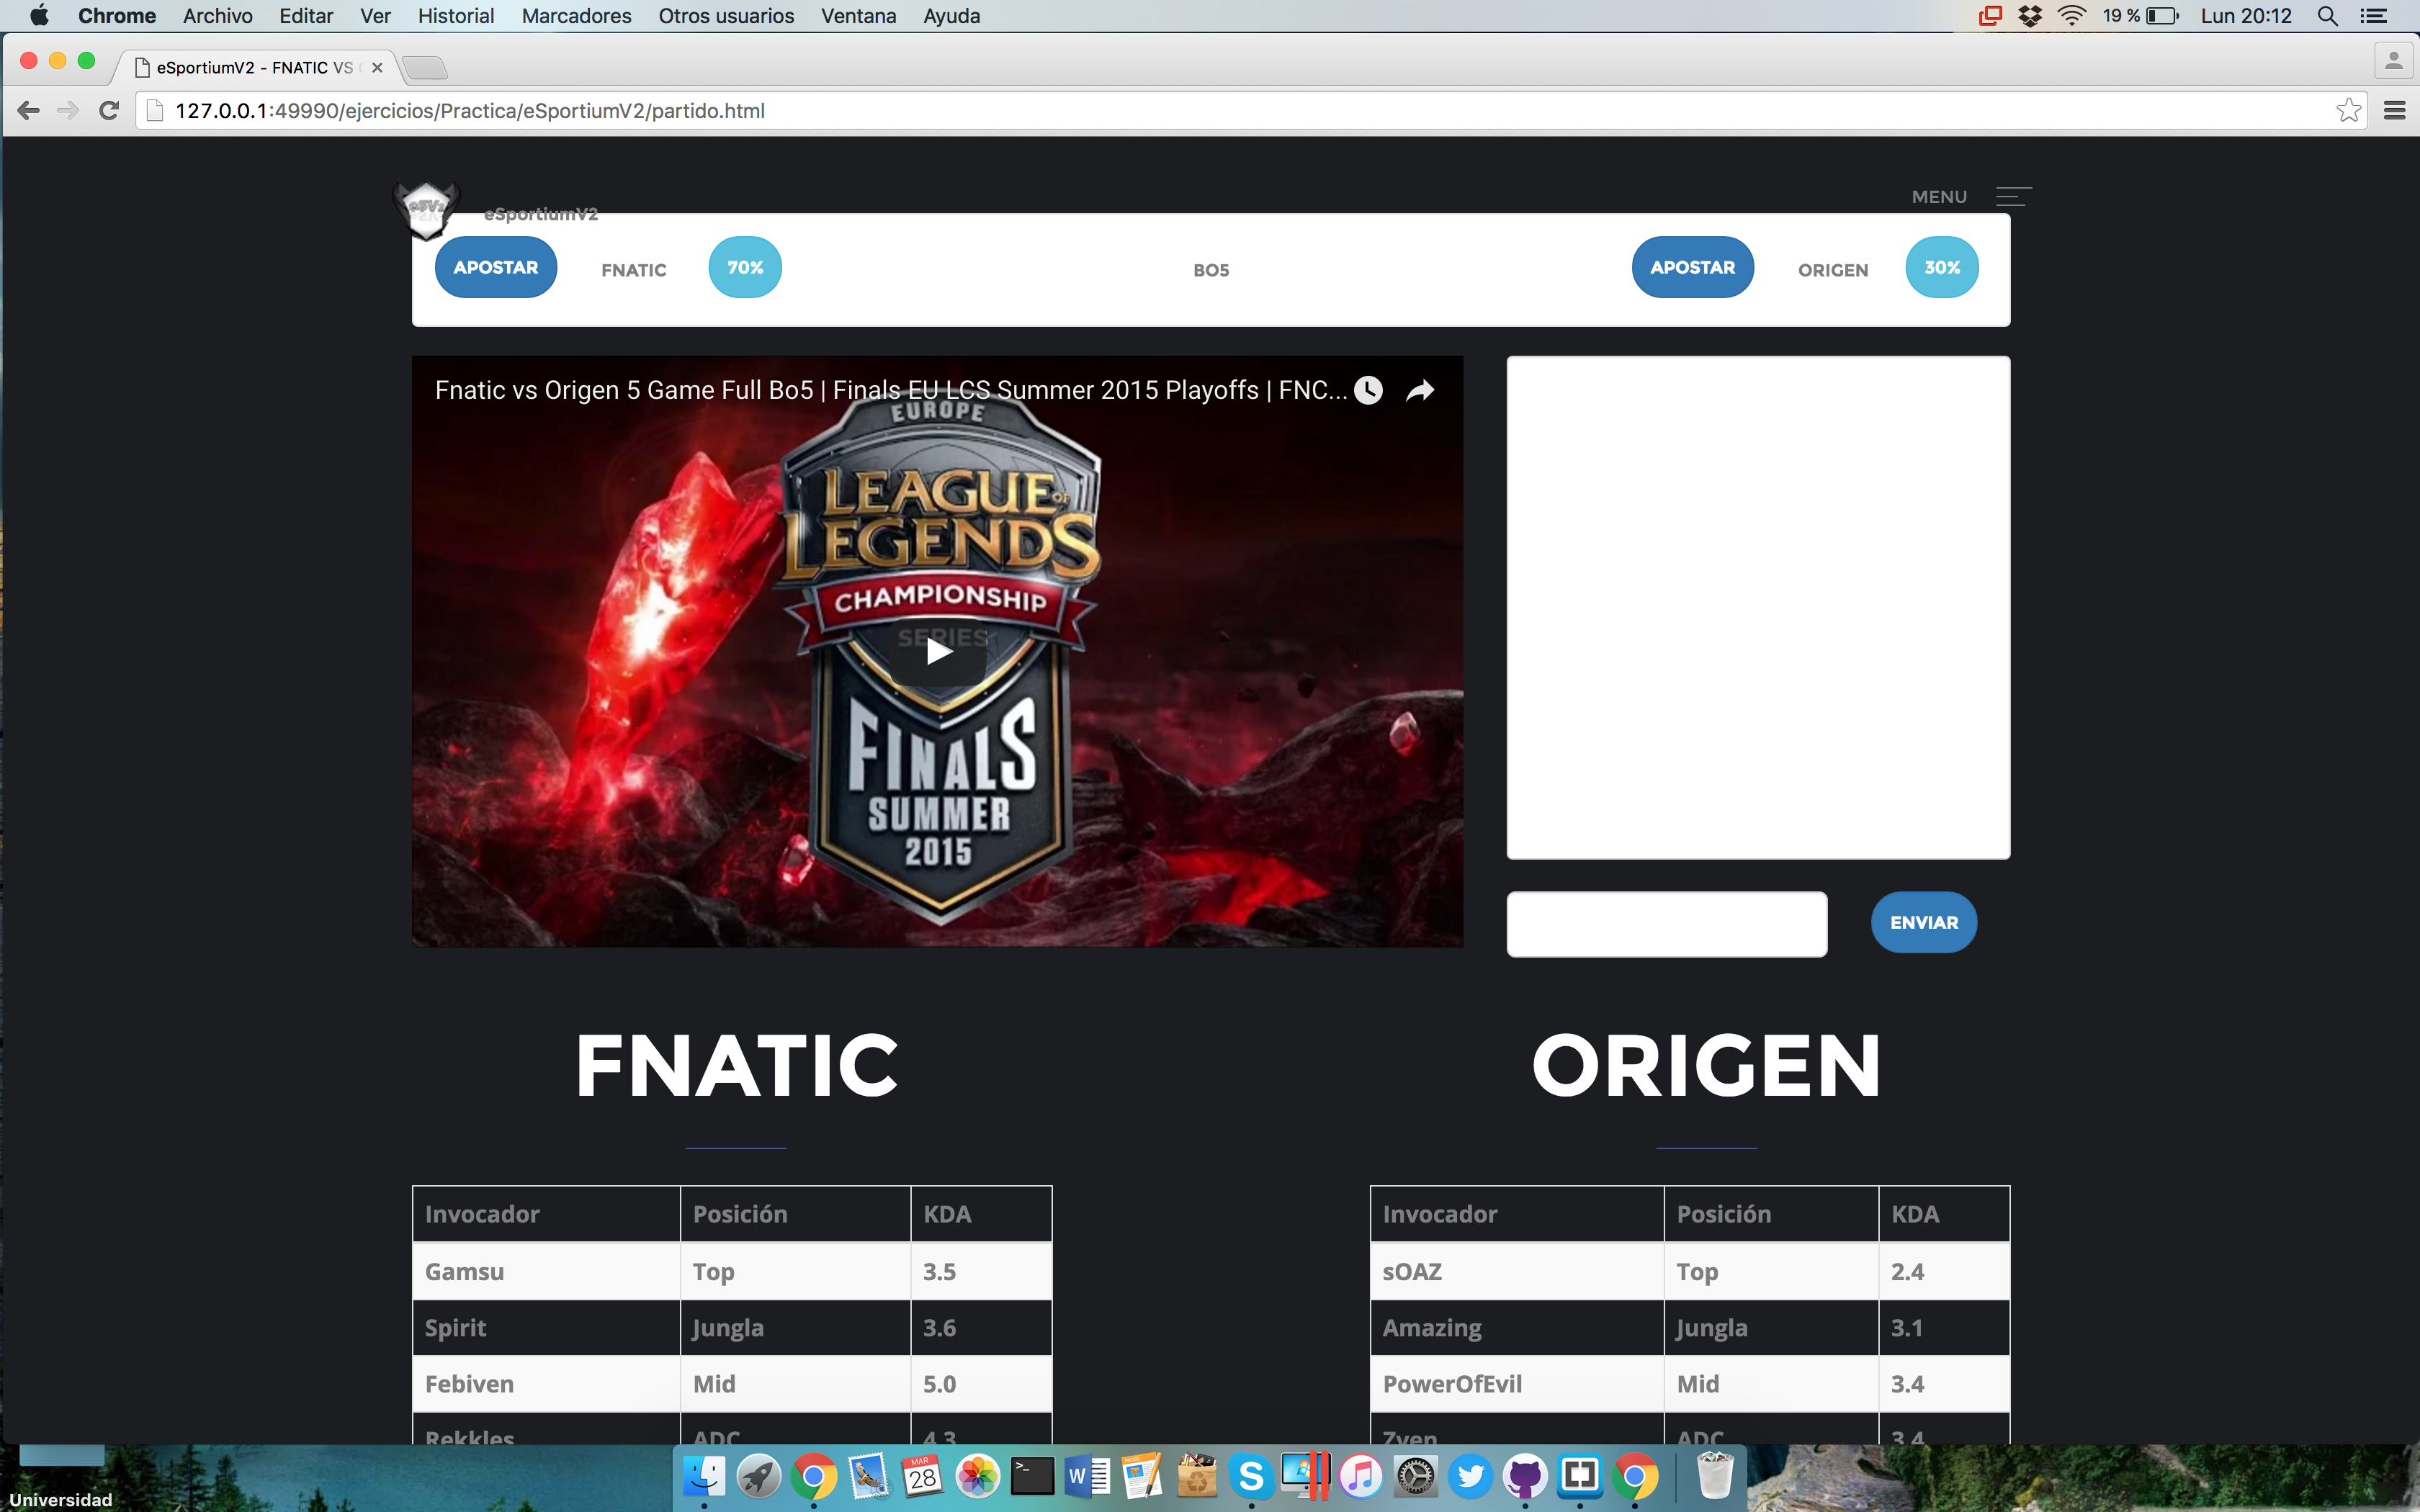 Chrome Archivo Editar Ver Historial Marcadores Otros usuarios Ventana Ayuda 19 % Lun 20:12
eSportiumV2 - FNATIC VS
127.0.0.1:49990/ejercicios/Practica/eSportiumV2/partido.html
eSportiumV2 MENU
APOSTAR FNATIC 70% BO5 APOSTAR ORIGEN 30%
Fnatic vs Origen 5 Game Full Bo5 | Finals EU LCS Summer 2015 Playoffs | FNC...
EUROPE
LEAGUE OF
LEGENDS
CHAMPIONSHIP
SERIES
FINALS
SUMMER
2015
ENVIAR
FNATIC ORIGEN
Invocador Posición KDA Invocador Posición KDA
Gamsu Top 3.5 sOAZ Top 2.4
Spirit Jungla 3.6 Amazing Jungla 3.1
Febiven Mid 5.0 PowerOfEvil Mid 3.4
Rekkles ADC 4.3 Zven ADC 3.4
MAR
28
Universidad